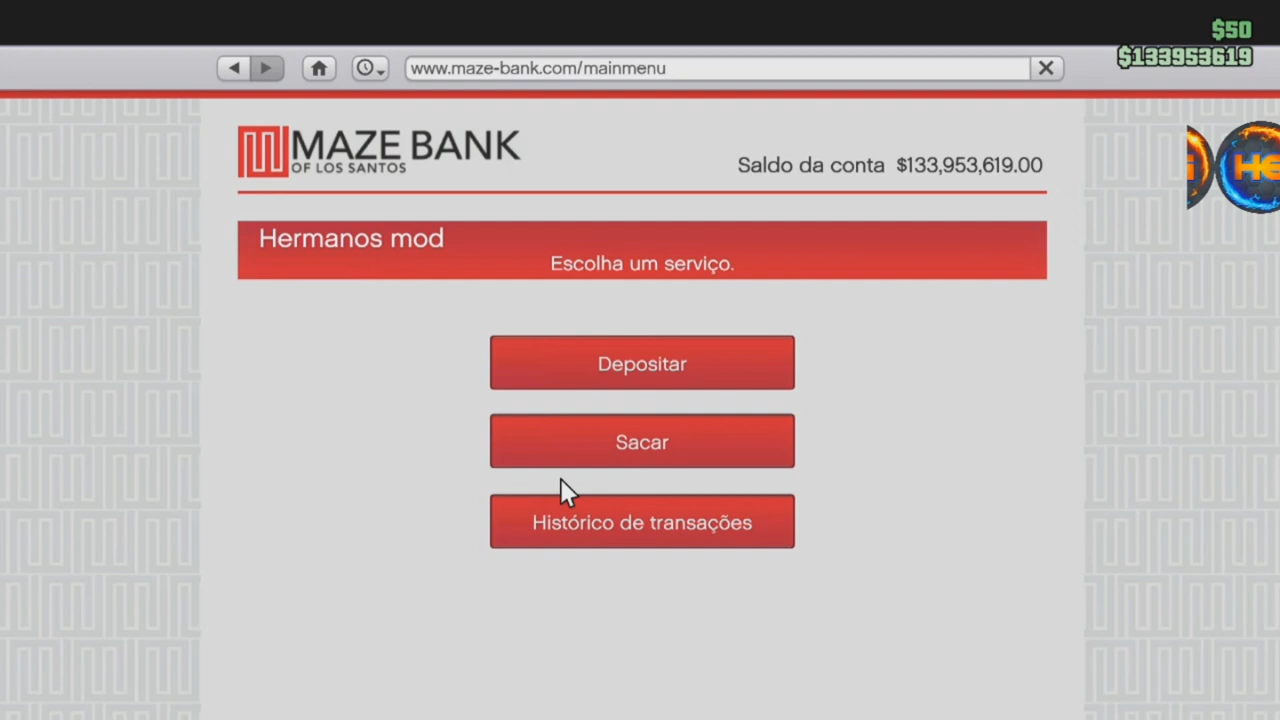 $50
$133953619
www.maze-bank.com/mainmenu
MAZE BANK
OF LOS SANTOS
Saldo da conta $133,953,619.00
HE
Hermanos mod
Escolha um serviço.
Depositar
Sacar
Histórico de transações